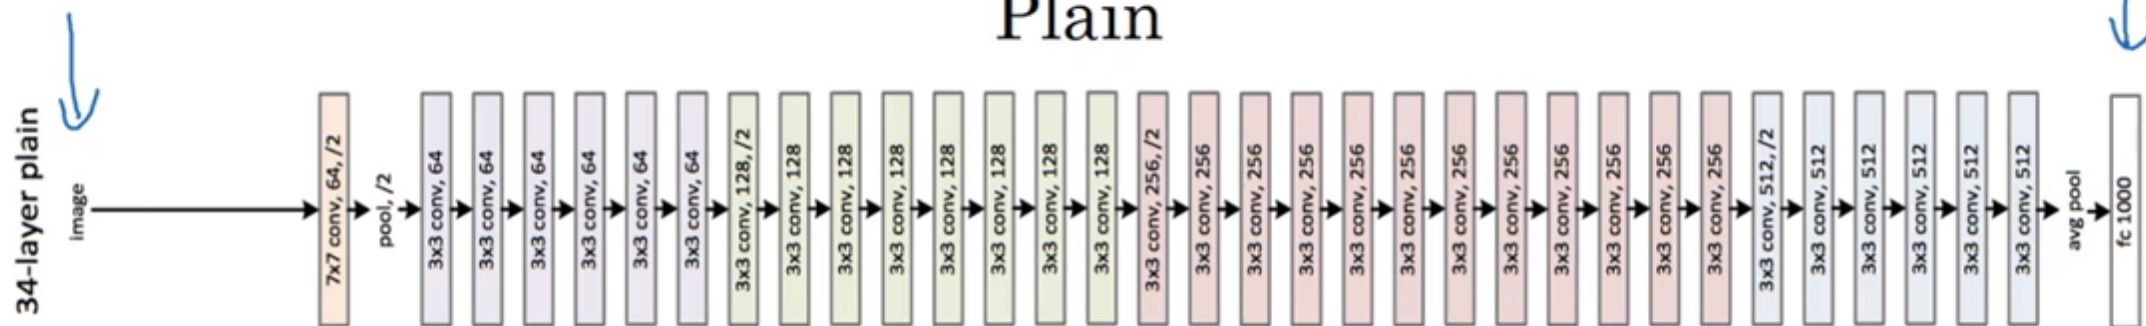 Plain
34-layer plain
image
7x7 conv, 64, /2
pool, /2
3x3 conv, 64
3x3 conv, 64
3x3 conv, 64
3x3 conv, 64
3x3 conv, 64
3x3 conv, 64
3x3 conv, 128, /2
3x3 conv, 128
3x3 conv, 128
3x3 conv, 128
3x3 conv, 128
3x3 conv, 128
3x3 conv, 128
3x3 conv, 128
3x3 conv, 256, /2
3x3 conv, 256
3x3 conv, 256
3x3 conv, 256
3x3 conv, 256
3x3 conv, 256
3x3 conv, 256
3x3 conv, 256
3x3 conv, 256
3x3 conv, 256
3x3 conv, 256
3x3 conv, 256
3x3 conv, 512, /2
3x3 conv, 512
3x3 conv, 512
3x3 conv, 512
3x3 conv, 512
3x3 conv, 512
avg pool
fc 1000